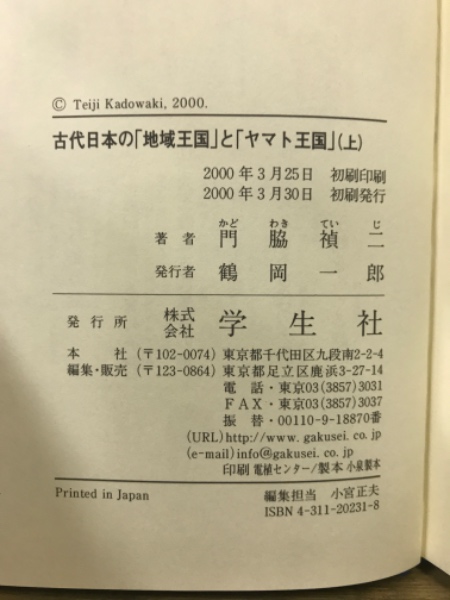 © Teiji Kadowaki, 2000.
古代日本の「地域王国」と「ヤマト王国」(上)
2000年3月25日 初刷印刷
2000年3月30日 初刷発行
かど わき てい じ
著者 門脇禎二
発行者 鶴岡一郎
発行所 株式会社 学生社
本社 (〒102-0074) 東京都千代田区九段南2-2-4
編集・販売 (〒123-0864) 東京都足立区鹿浜3-27-14
電話・東京03(3857)3031
FAX・東京03(3857)3037
振替・00110-9-18870番
(URL)http://www.gakusei.co.jp
(e-mail)info@gakusei.co.jp
印刷 電植センター/製本 小泉製本
Printed in Japan
編集担当 小宮正夫
ISBN 4-311-20231-8